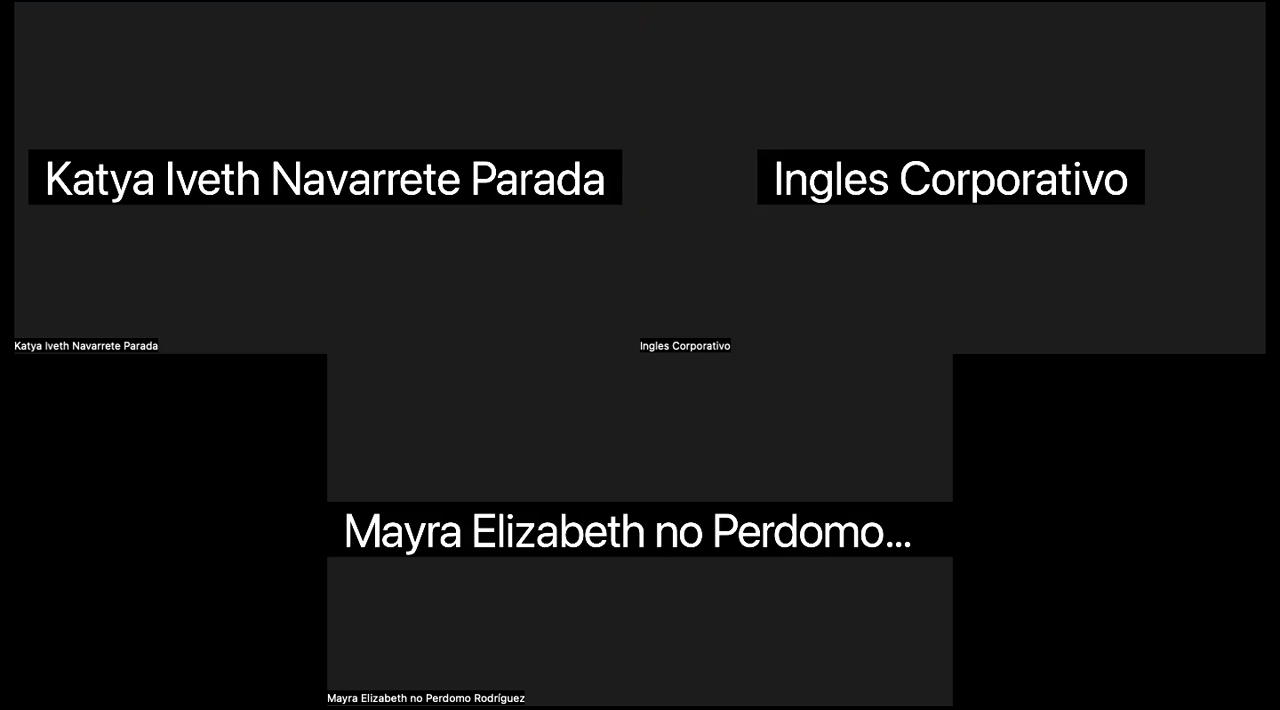 Katya Iveth Navarrete Parada
Ingles Corporativo
Katya Iveth Navarrete Parada
Ingles Corporativo
Mayra Elizabeth no Perdomo...
Mayra Elizabeth no Perdomo Rodríguez